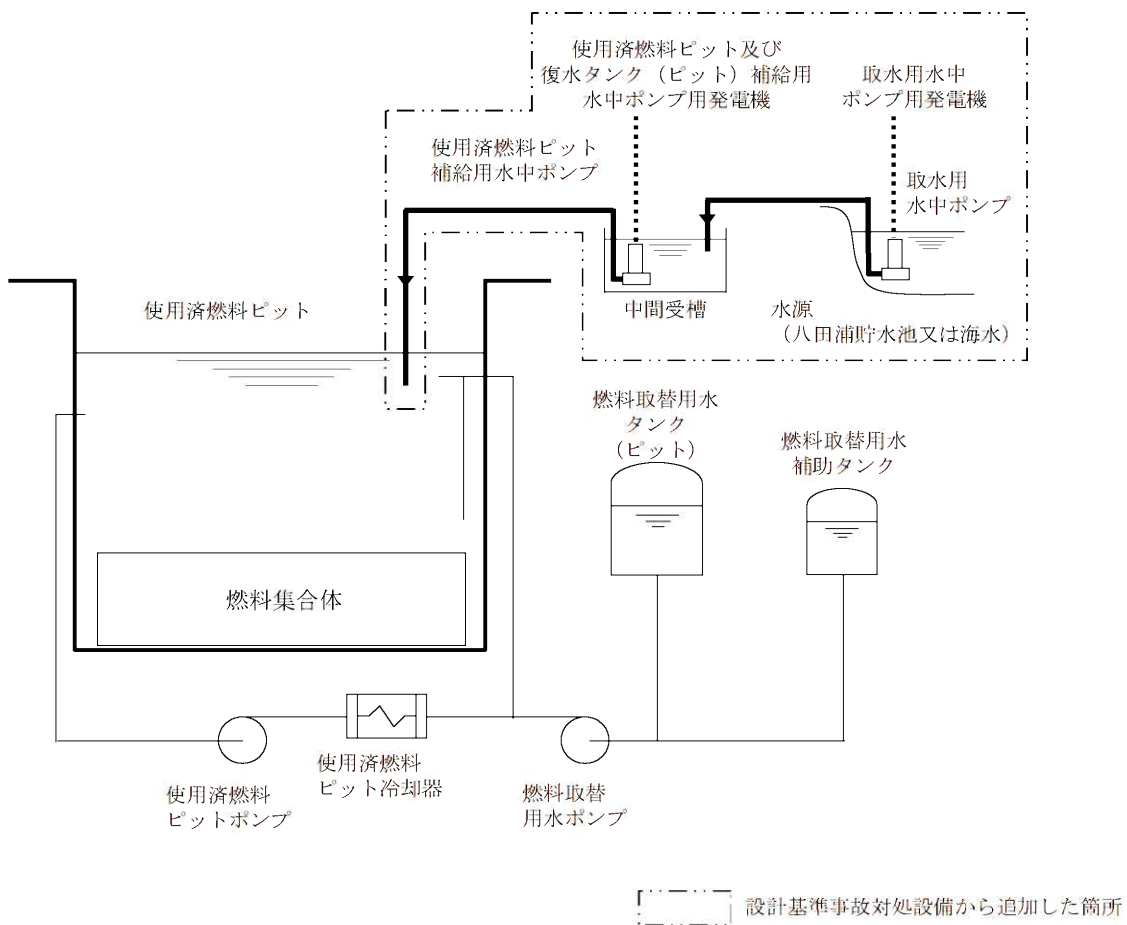 使用済燃料ピット及び
復水タンク（ピット）補給用
水中ポンプ用発電機
取水用水中
ポンプ用発電機
使用済燃料ピット
補給用水中ポンプ
取水用
水中ポンプ
使用済燃料ピット
中間受槽
水源
（八田浦貯水池又は海水）
燃料取替用水
タンク
（ピット）
燃料取替用水
補助タンク
燃料集合体
使用済燃料
ピット冷却器
使用済燃料
ピットポンプ
燃料取替
用水ポンプ
設計基準事故対処設備から追加した箇所